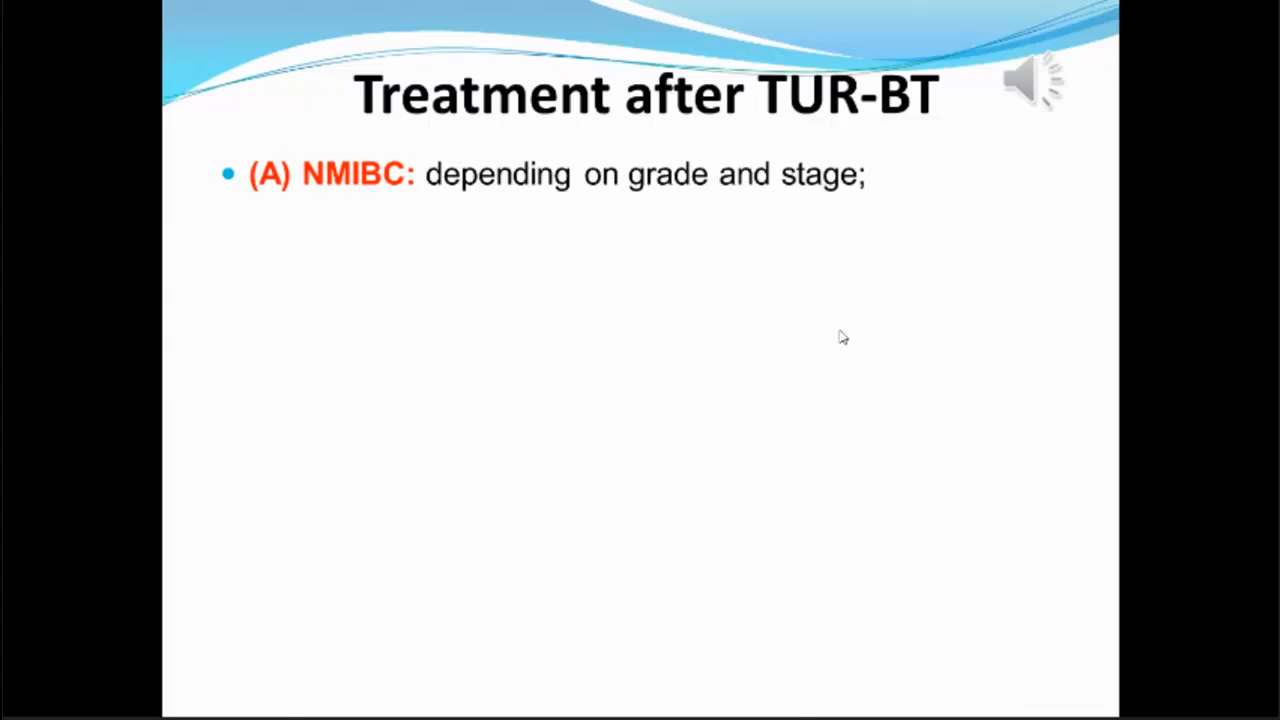 Treatment after TUR-BT
• (A) NMIBC: depending on grade and stage;